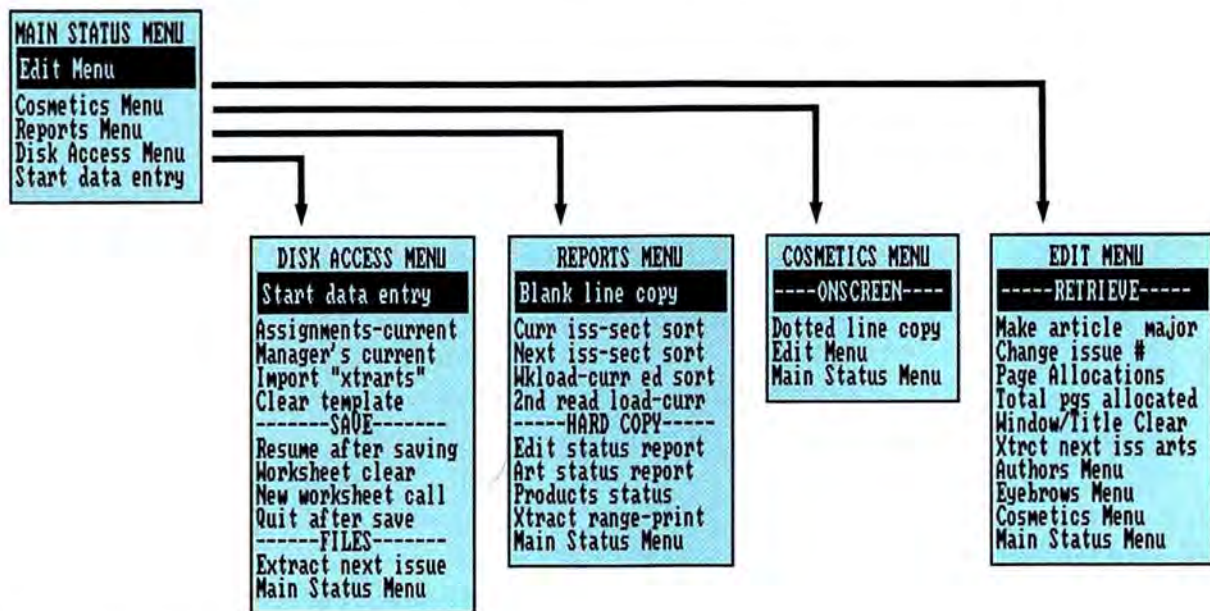 MAIN STATUS MENU
Edit Menu
Cosmetics Menu
Reports Menu
Disk Access Menu
Start data entry
DISK ACCESS MENU
Start data entry
Assignments-current
Manager's current
Import "xtrarts"
Clear template
-------SAVE-------
Resume after saving
Worksheet clear
New worksheet call
Quit after save
------FILES-------
Extract next issue
Main Status Menu
REPORTS MENU
Blank line copy
Curr iss-sect sort
Next iss-sect sort
Wkload-curr ed sort
2nd read load-curr
-----HARD COPY-----
Edit status report
Art status report
Products status
Xtract range-print
Main Status Menu
COSMETICS MENU
----ONSCREEN----
Dotted line copy
Edit Menu
Main Status Menu
EDIT MENU
-----RETRIEVE-----
Make article major
Change issue #
Page Allocations
Total pgs allocated
Window/Title Clear
Xtrct next iss arts
Authors Menu
Eyebrows Menu
Cosmetics Menu
Main Status Menu